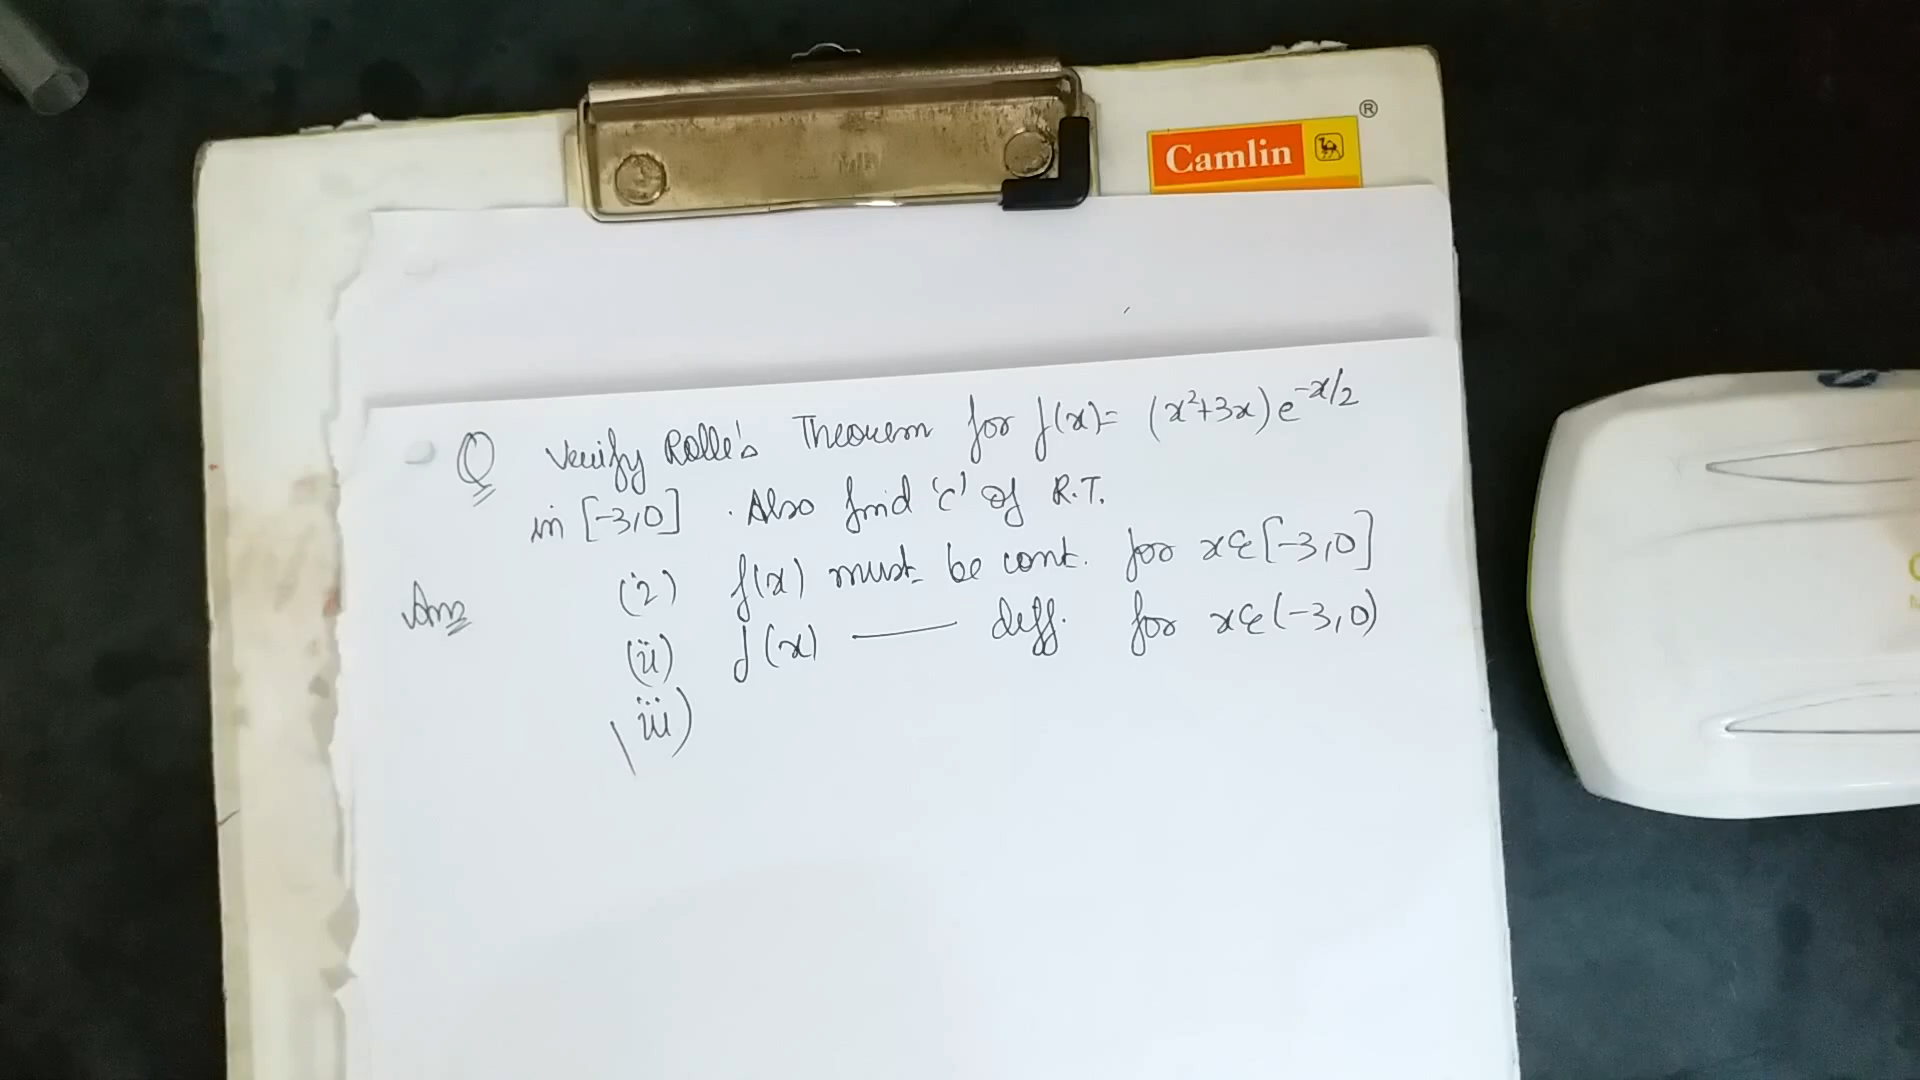 MR
Camlin ®
Q Verify Rolle's Theorem for f(x)= (x²+3x)e^-x/2
in [-3,0] . Also find 'c' of R.T.
Ans (i) f(x) must be cont. for x∈[-3,0]
(ii) f(x) — diff. for x∈(-3,0)
(iii)